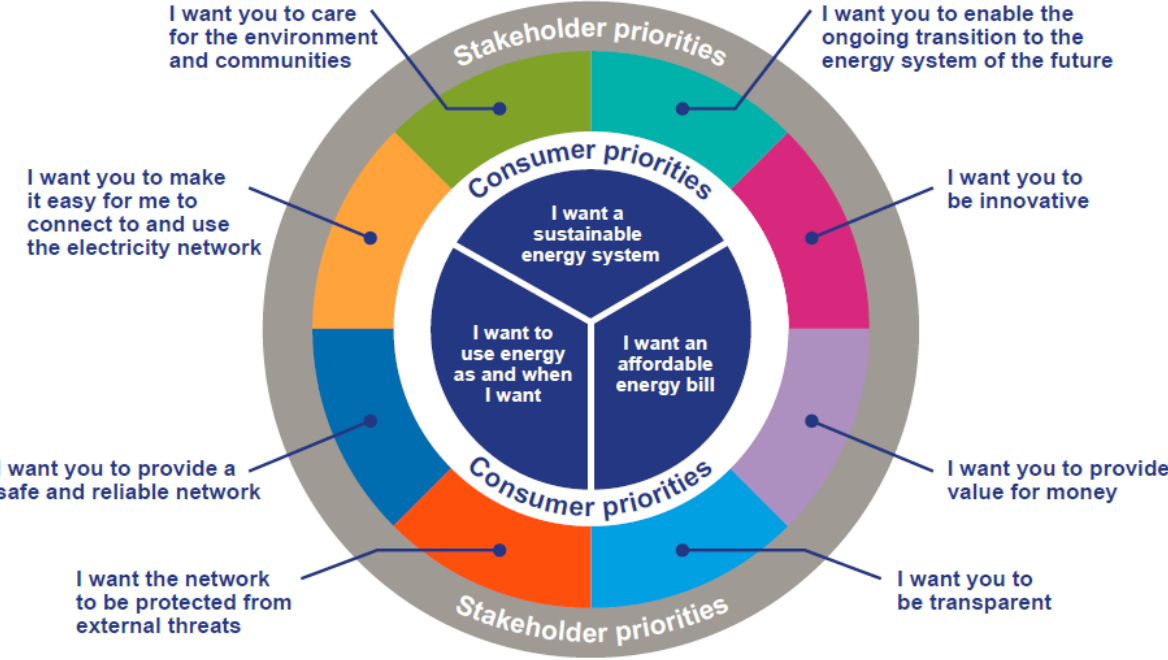 I want you to care
for the environment
and communities
Stakeholder priorities
I want you to enable the
ongoing transition to the
energy system of the future
I want you to make
it easy for me to
connect to and use
the electricity network
Consumer priorities
I want you to
be innovative
I want a
sustainable
energy system
I want to
use energy
as and when
I want
I want an
affordable
energy bill
I want you to provide a
safe and reliable network
Consumer priorities
I want you to provide
value for money
I want the network
to be protected from
external threats
Stakeholder priorities
I want you to
be transparent